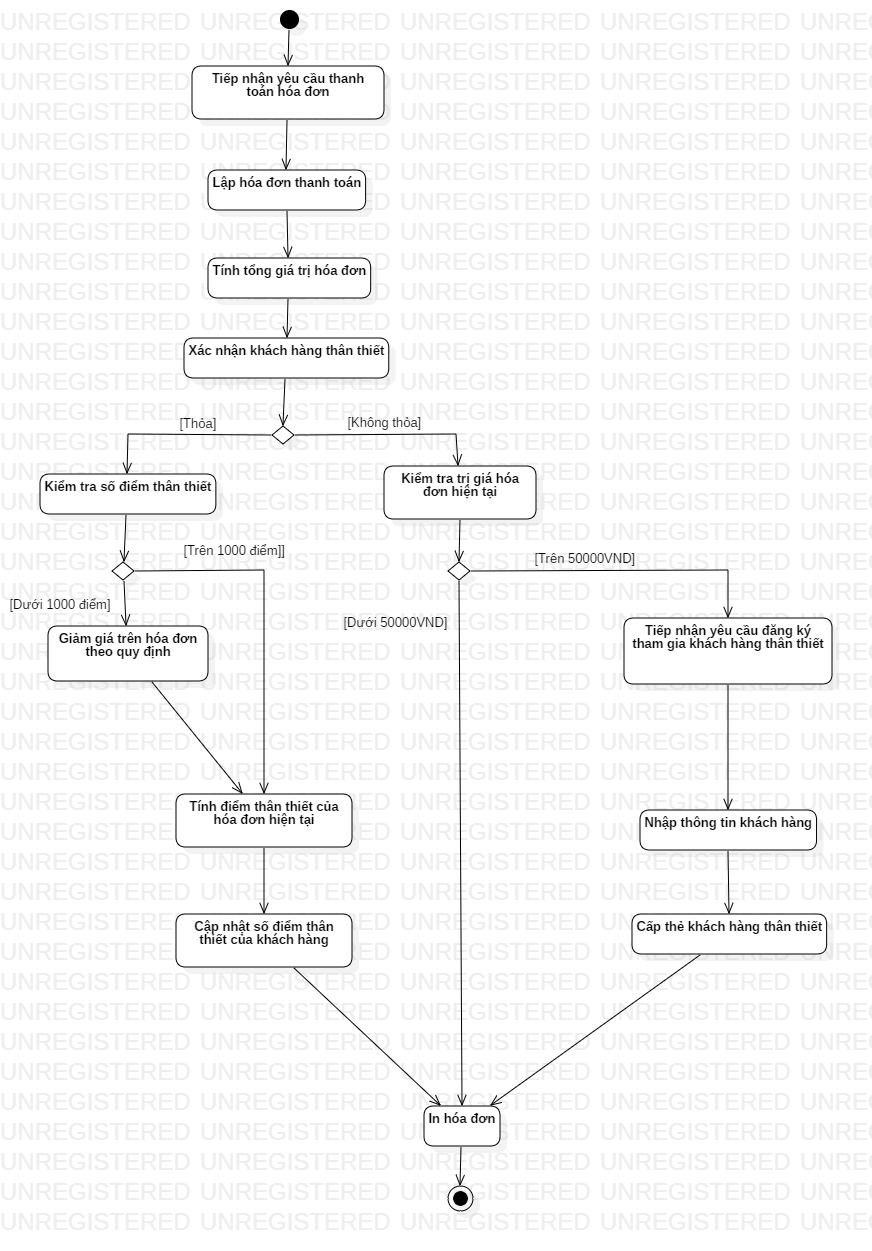 Tiếp nhận yêu cầu thanh
toán hóa đơn
Lập hóa đơn thanh toán
Tính tổng giá trị hóa đơn
Xác nhận khách hàng thân thiết
[Thỏa]
[Không thỏa]
Kiểm tra số điểm thân thiết
Kiểm tra trị giá hóa
đơn hiện tại
[Trên 1000 điểm]]
[Trên 50000VND]
[Dưới 1000 điểm]
[Dưới 50000VND]
Giảm giá trên hóa đơn
theo quy định
Tiếp nhận yêu cầu đăng ký
tham gia khách hàng thân thiết
Tính điểm thân thiết của
hóa đơn hiện tại
Nhập thông tin khách hàng
Cập nhật số điểm thân
thiết của khách hàng
Cấp thẻ khách hàng thân thiết
In hóa đơn